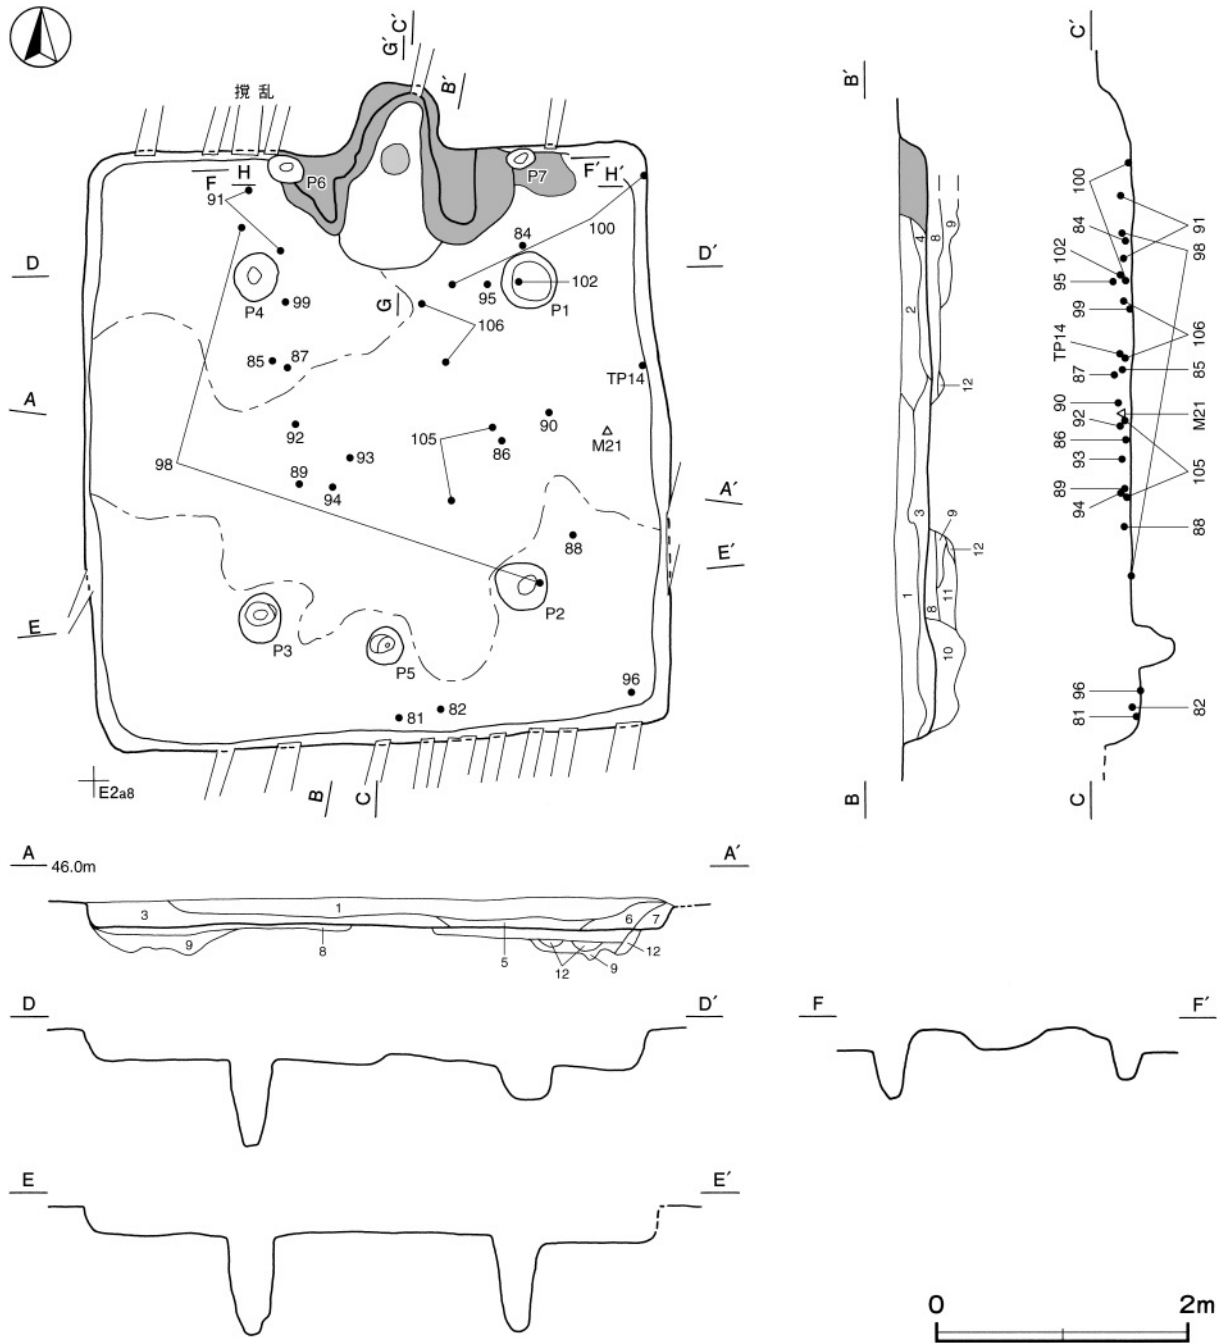 G′ C′
B′
撹 乱
F H
P6
P7
F′ H′
91
100
84
D
D′
102
95
P4
99
G
P1
106
85 87
TP14
A
90
92
105
86
M21
93
98
89
94
A′
88
E′
E
P3
P2
P5
96
81 82
E2a8
B C
B′
4 8 9
2
12
3
9
12
1
8
11
10
B
C′
100
91
84
98
102
95
99
106
TP14
85
87
90
M21
92
86
93
105
89
94
88
96
82
81
C
A 46.0m A′
3 1 6 7
9 8 5 12 9 12
D D′
F F′
E E′
0 2m